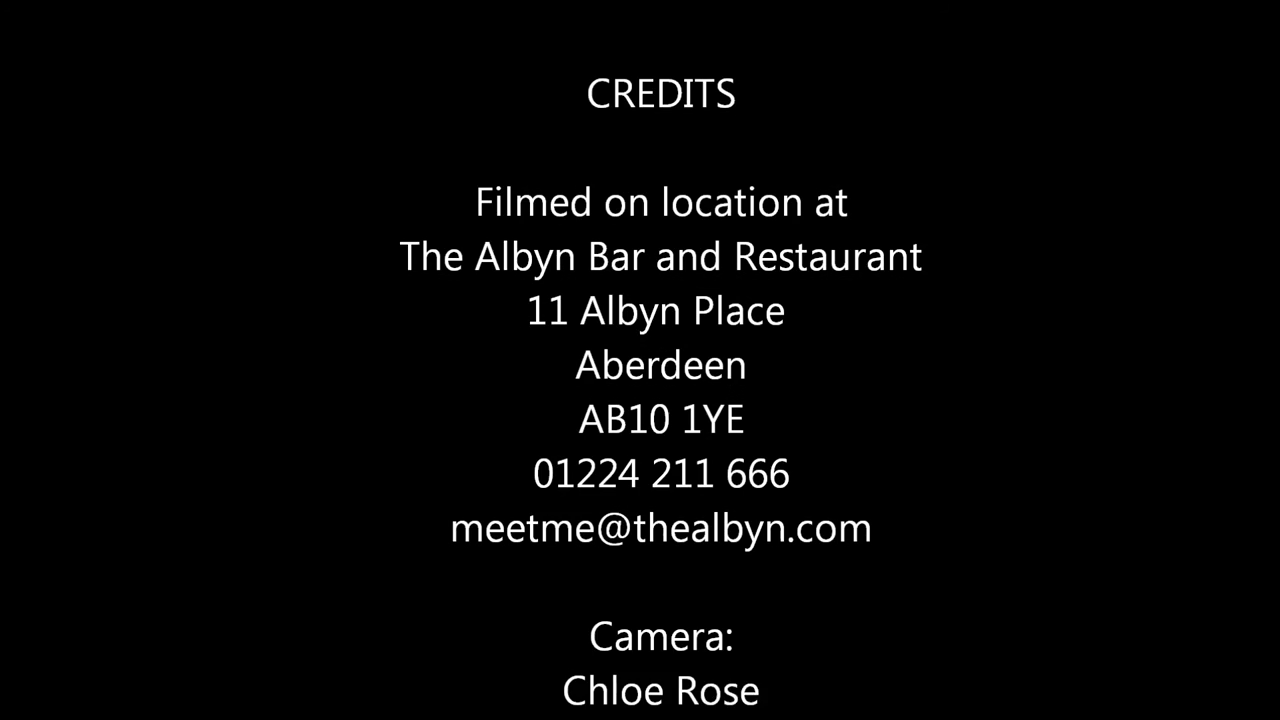 CREDITS
Filmed on location at
The Albyn Bar and Restaurant
11 Albyn Place
Aberdeen
AB10 1YE
01224 211 666
meetme@thealbyn.com
Camera:
Chloe Rose